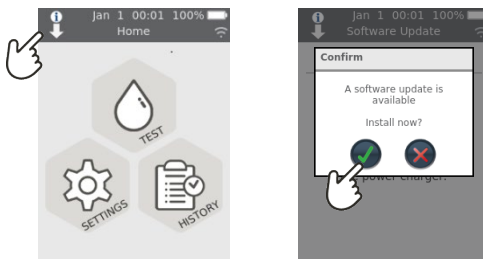 Jan 1 00:01 100%
Home
TEST
SETTINGS
HISTORY
Jan 1 00:01 100%
Software Update
Confirm
A software update is
available
Install now?
power charger.